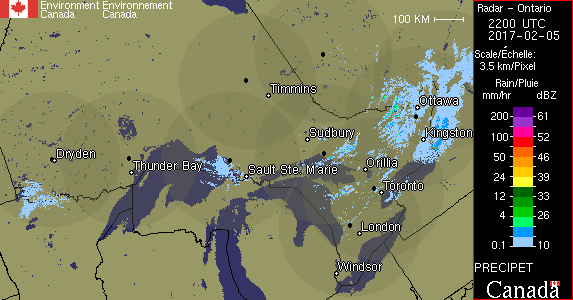 Environment Environnement
Canada Canada
100 KM
Timmins
Ottawa
Sudbury
Kingston
Dryden
Thunder Bay
Sault Ste. Marie
Orillia
Toronto
London
Windsor
Radar - Ontario
2200 UTC
2017-02-05
Scale/Échelle:
3.5 km/Pixel
Rain/Pluie
mm/hr dBZ
200 61
100 52
50 46
24 39
12 33
4 26
1 20
0.1 10
PRECIPET
Canada